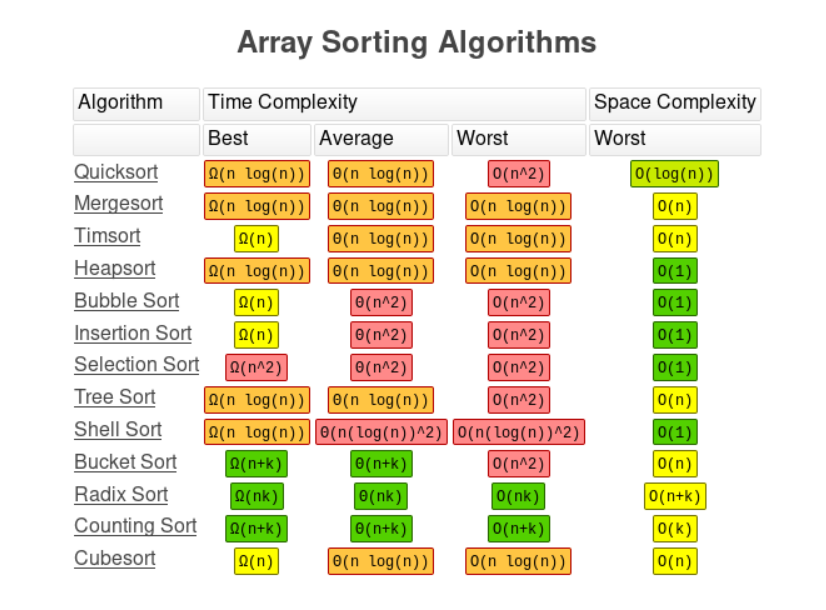 Array Sorting Algorithms
Algorithm Time Complexity Space Complexity
Best Average Worst Worst
Quicksort Ω(n log(n)) Θ(n log(n)) O(n^2) O(log(n))
Mergesort Ω(n log(n)) Θ(n log(n)) O(n log(n)) O(n)
Timsort Ω(n) Θ(n log(n)) O(n log(n)) O(n)
Heapsort Ω(n log(n)) Θ(n log(n)) O(n log(n)) O(1)
Bubble Sort Ω(n) Θ(n^2) O(n^2) O(1)
Insertion Sort Ω(n) Θ(n^2) O(n^2) O(1)
Selection Sort Ω(n^2) Θ(n^2) O(n^2) O(1)
Tree Sort Ω(n log(n)) Θ(n log(n)) O(n^2) O(n)
Shell Sort Ω(n log(n)) Θ(n(log(n))^2) O(n(log(n))^2) O(1)
Bucket Sort Ω(n+k) Θ(n+k) O(n^2) O(n)
Radix Sort Ω(nk) Θ(nk) O(nk) O(n+k)
Counting Sort Ω(n+k) Θ(n+k) O(n+k) O(k)
Cubesort Ω(n) Θ(n log(n)) O(n log(n)) O(n)